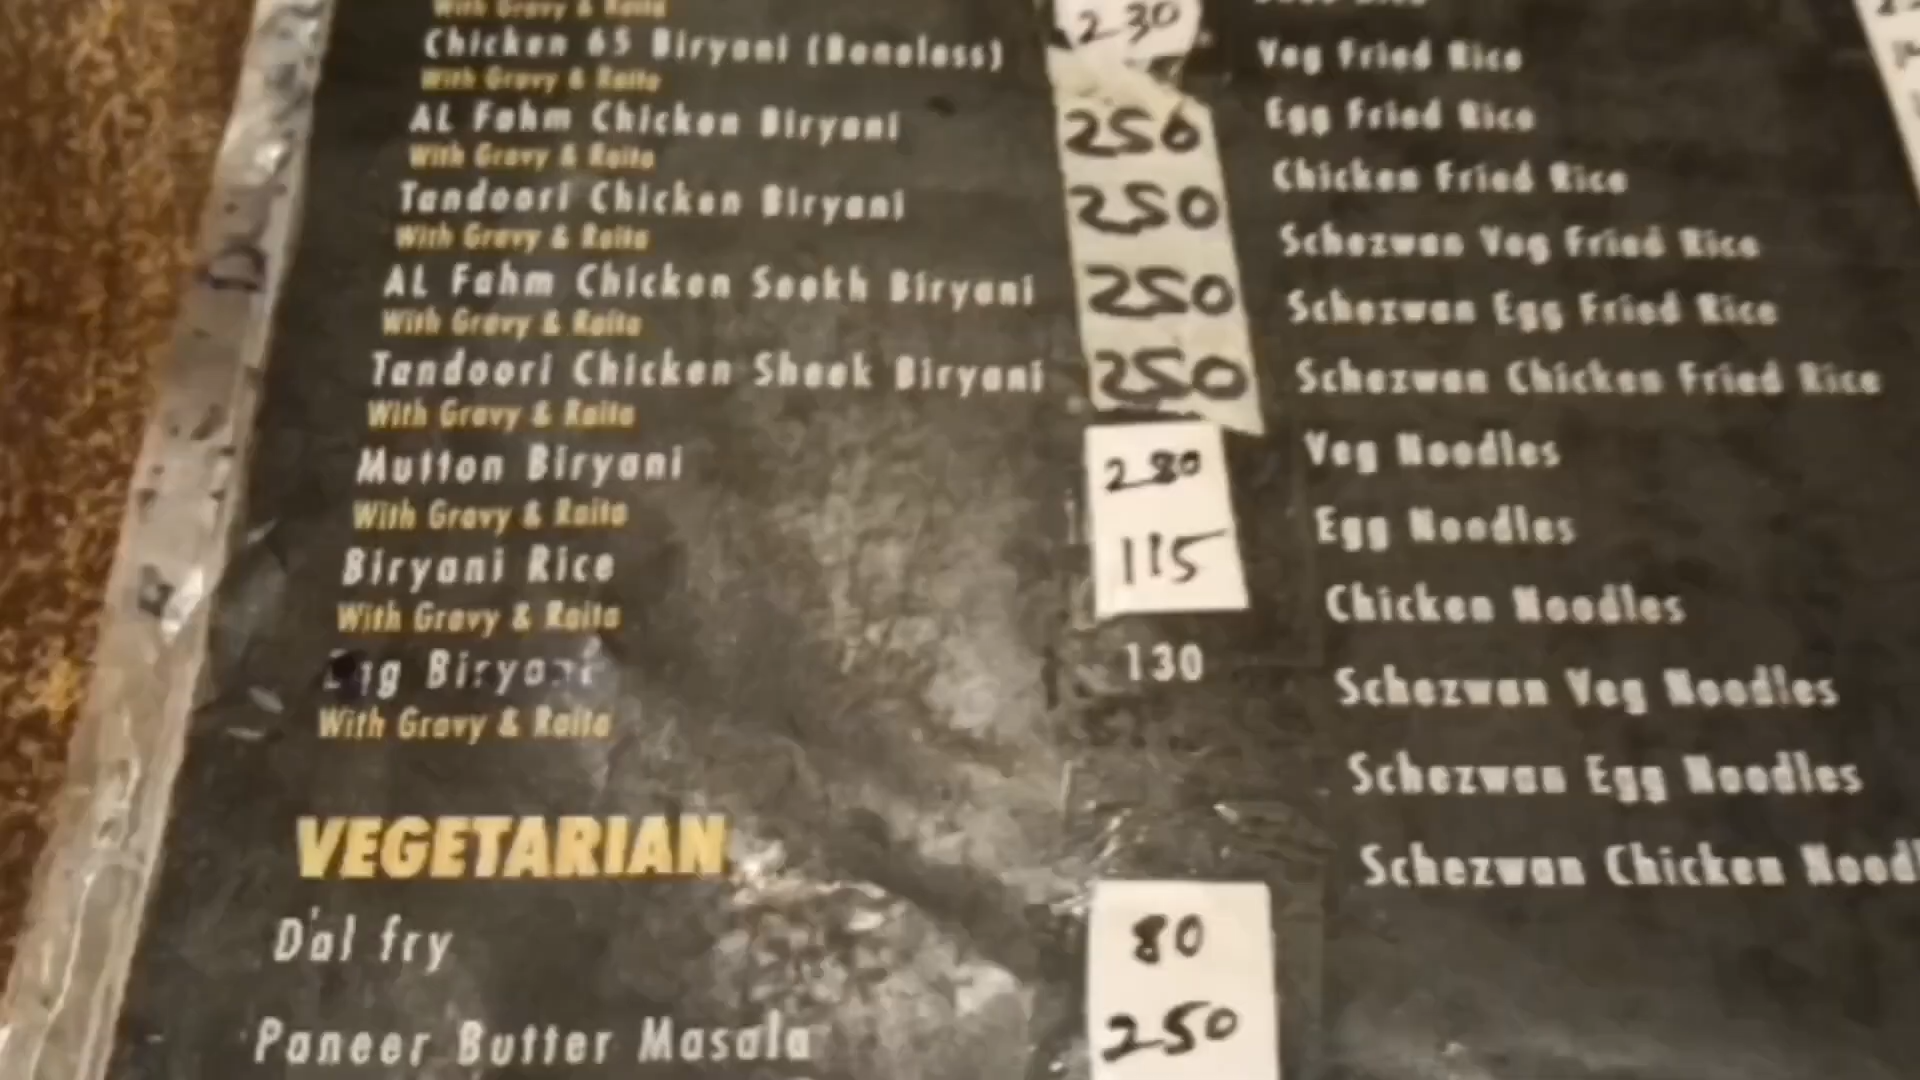 With Gravy & Raita
230
Chicken 65 Biryani (Boneless)
With Gravy & Raita
AL Fahm Chicken Biryani 250
With Gravy & Raita
Tandoori Chicken Biryani 250
With Gravy & Raita
AL Fahm Chicken Seekh Biryani 250
With Gravy & Raita
Tandoori Chicken Sheek Biryani 250
With Gravy & Raita
Mutton Biryani 280
With Gravy & Raita
Biryani Rice 115
With Gravy & Raita
Egg Biryani 130
With Gravy & Raita
VEGETARIAN
Dal fry 80
Paneer Butter Masala 250
Veg Fried Rice
Egg Fried Rice
Chicken Fried Rice
Schezwan Veg Fried Rice
Schezwan Egg Fried Rice
Schezwan Chicken Fried Rice
Veg Noodles
Egg Noodles
Chicken Noodles
Schezwan Veg Noodles
Schezwan Egg Noodles
Schezwan Chicken Noodl